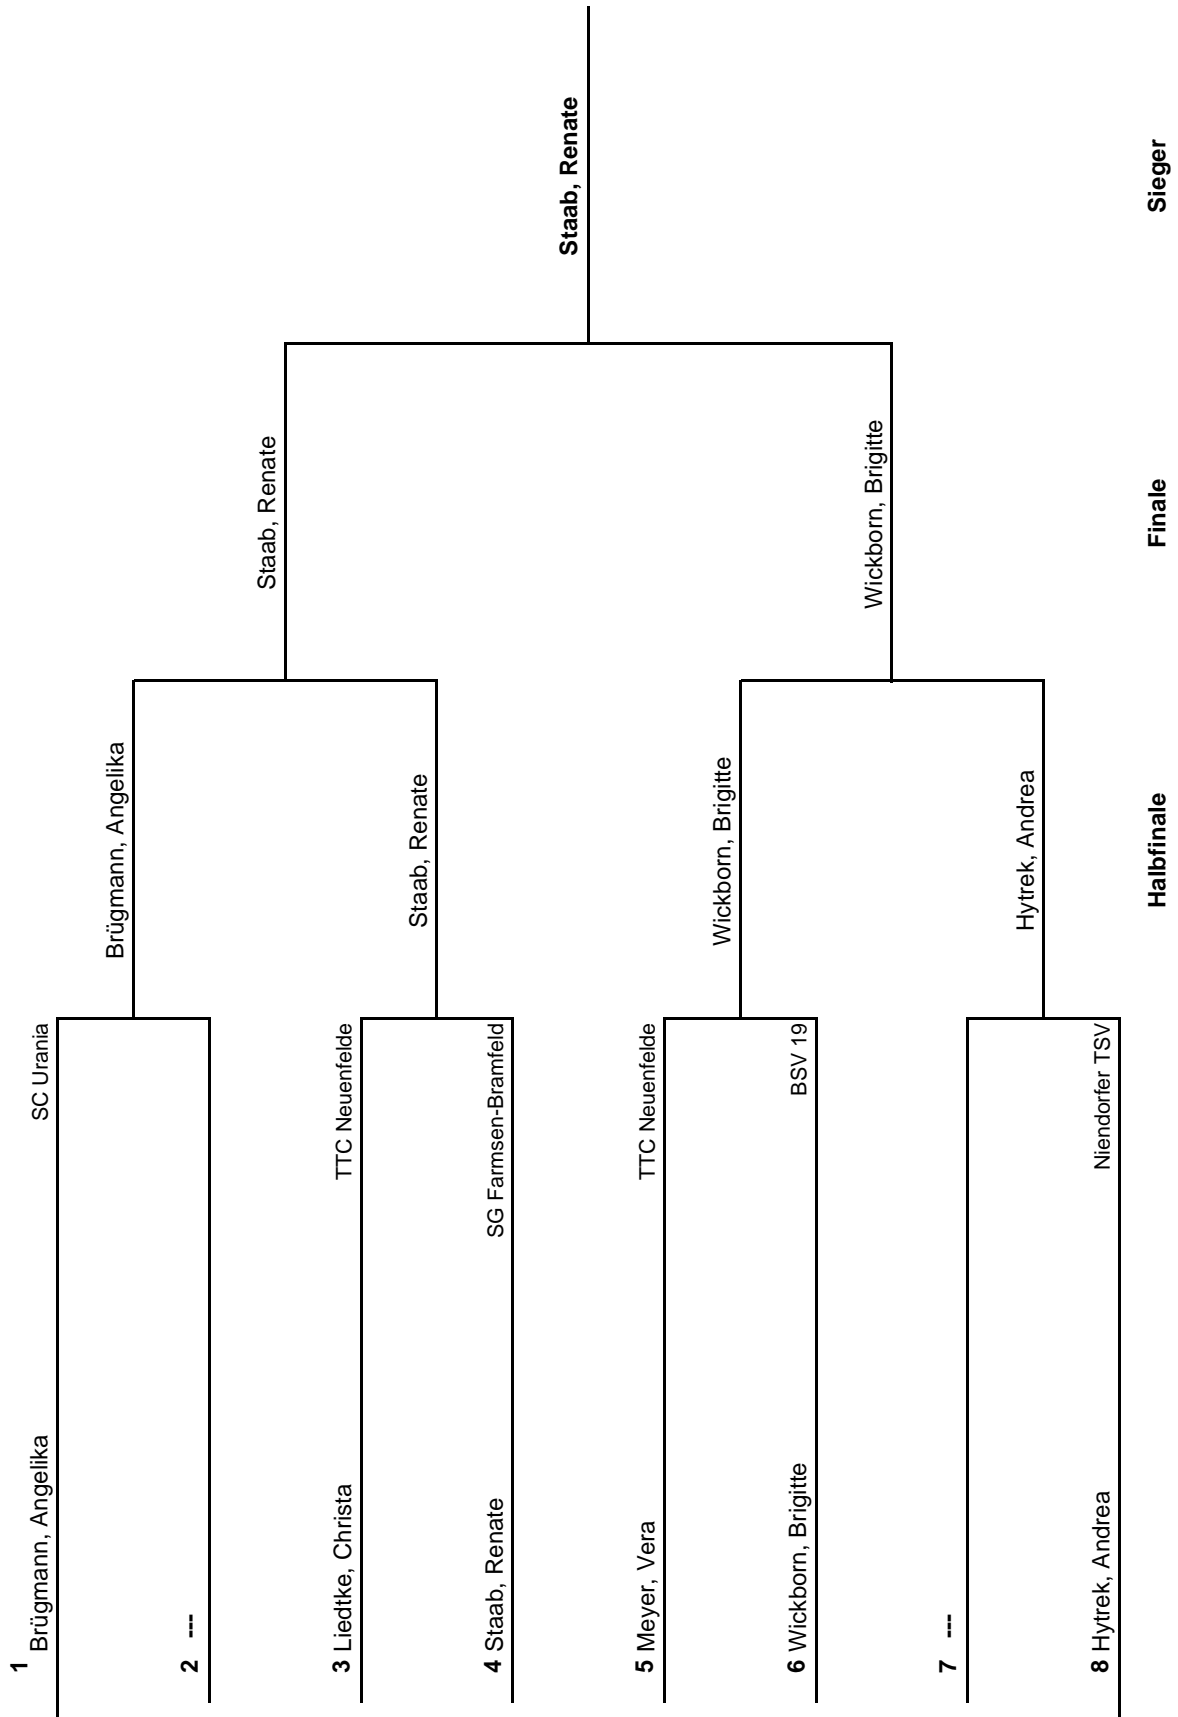 1 Brügmann, Angelika SC Urania
2 ---
3 Liedtke, Christa TTC Neuenfelde
4 Staab, Renate SG Farmsen-Bramfeld
5 Meyer, Vera TTC Neuenfelde
6 Wickborn, Brigitte BSV 19
7 ---
8 Hytrek, Andrea Niendorfer TSV
Brügmann, Angelika
Staab, Renate
Wickborn, Brigitte
Hytrek, Andrea
Staab, Renate
Wickborn, Brigitte
Staab, Renate
Halbfinale Finale Sieger